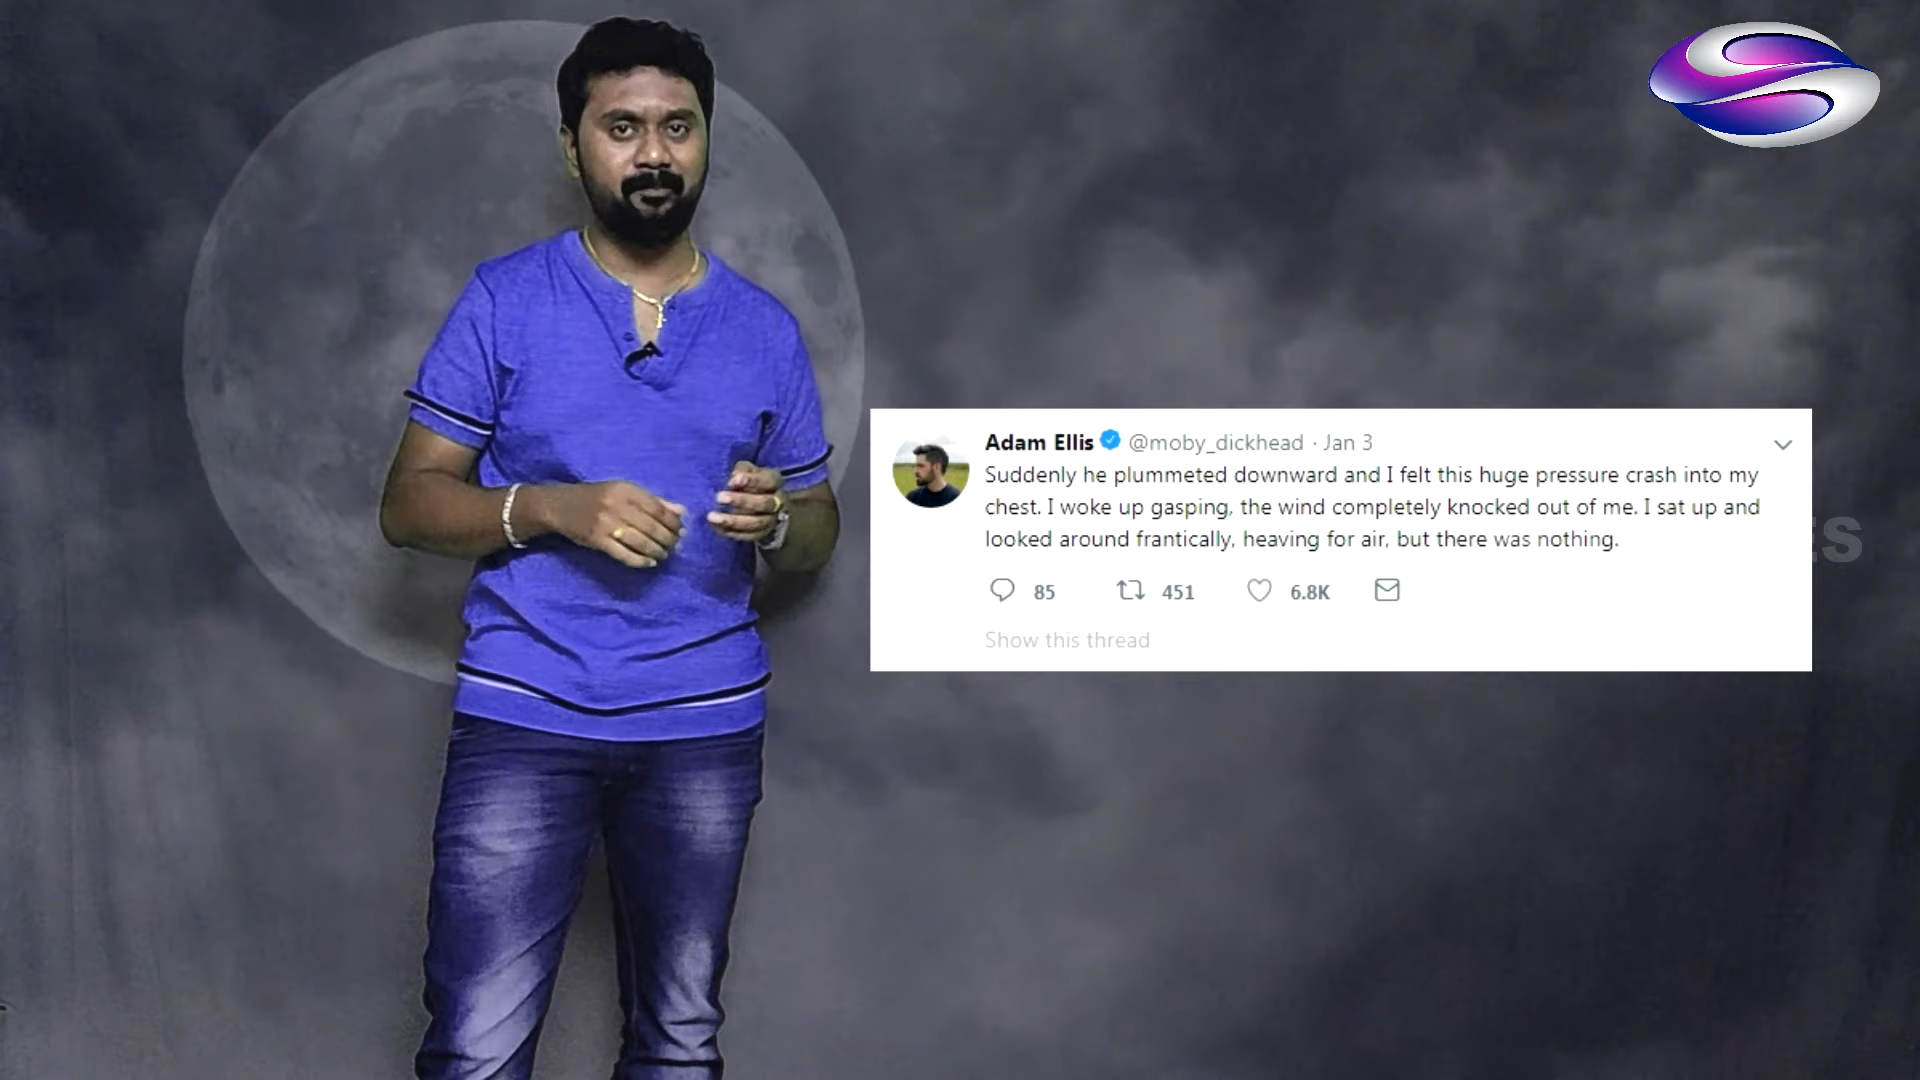 Adam Ellis @moby_dickhead · Jan 3
Suddenly he plummeted downward and I felt this huge pressure crash into my
chest. I woke up gasping, the wind completely knocked out of me. I sat up and
looked around frantically, heaving for air, but there was nothing.
85 451 6.8K
Show this thread
ES